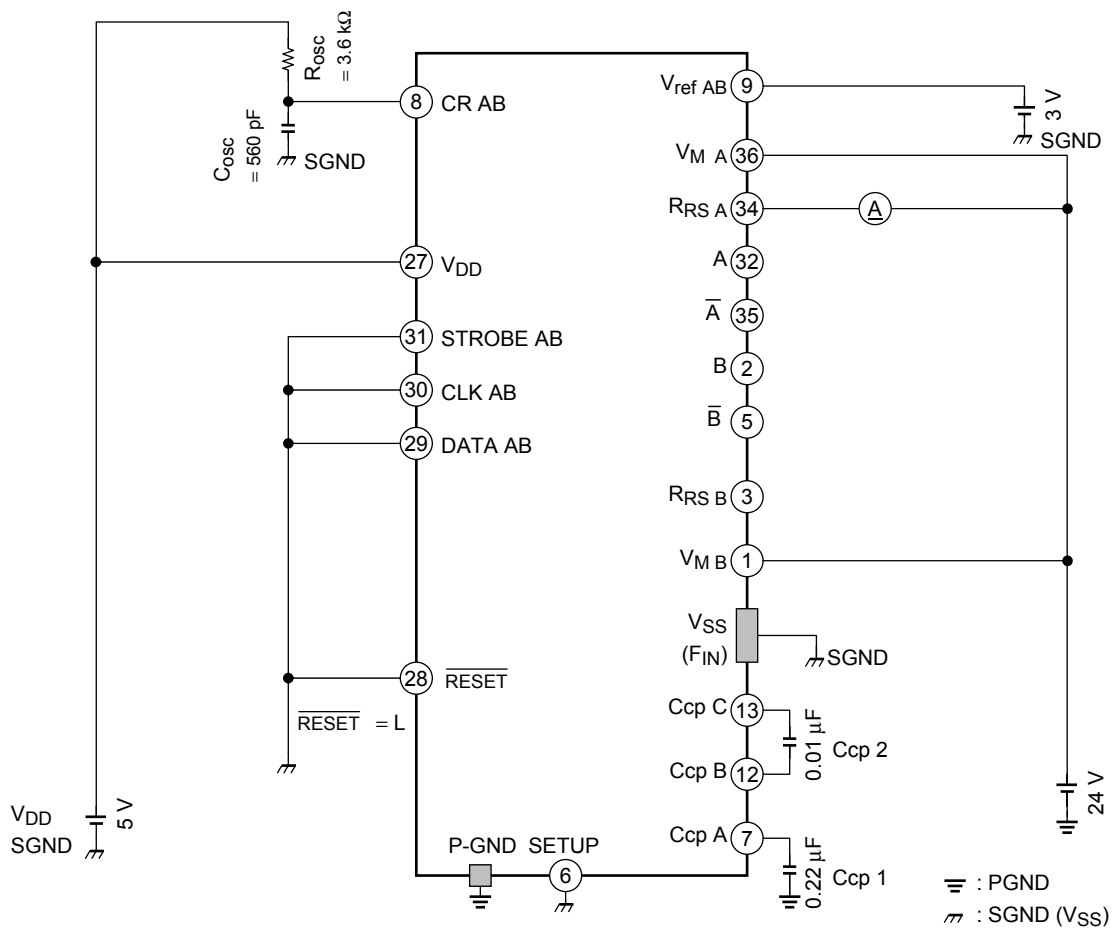 Rosc
= 3.6 kΩ
Cosc
= 560 pF
SGND
8 CR AB
27 VDD
31 STROBE AB
30 CLK AB
29 DATA AB
28 RESET
RESET = L
VDD
SGND
5 V
P-GND
SETUP
6
Vref AB 9
3 V
SGND
VM A 36
RRS A 34
A
A 32
A 35
B 2
B 5
RRS B 3
VM B 1
VSS
(FIN)
SGND
Ccp C 13
0.01 μF
Ccp 2
Ccp B 12
Ccp A 7
0.22 μF
Ccp 1
24 V
: PGND
: SGND (VSS)